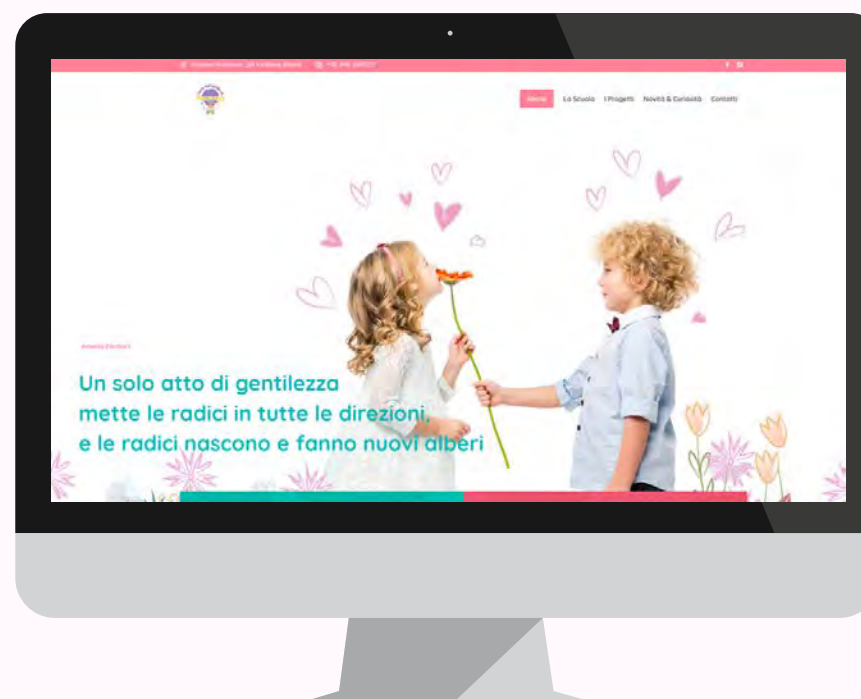 Home La Scuola I Progetti Novità & Curiosità Contatti
Un solo atto di gentilezza
mette le radici in tutte le direzioni,
e le radici nascono e fanno nuovi alberi